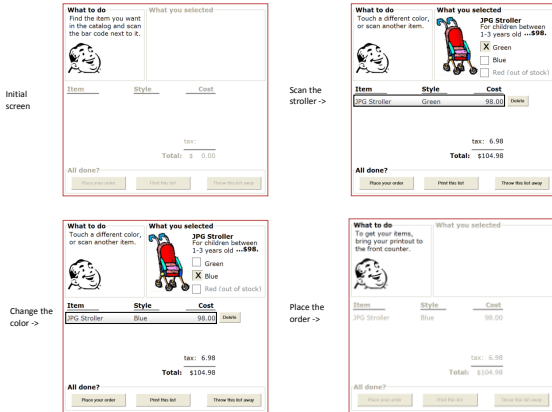 Initial
screen
What to do
Find the item you want
in the catalog and scan
the bar code next to it.
What you selected
Item Style Cost
tax:
Total: $ 0.00
All done?
Place your order Print this list Throw this list away
Scan the
stroller ->
What to do
Touch a different color,
or scan another item.
What you selected
JPG Stroller
For children between
1-3 years old ...$98.
X Green
Blue
Red (out of stock)
Item Style Cost
JPG Stroller Green 98.00 Delete
tax: 6.98
Total: $104.98
All done?
Place your order Print this list Throw this list away
Change the
color ->
What to do
Touch a different color,
or scan another item.
What you selected
JPG Stroller
For children between
1-3 years old ...$98.
Green
X Blue
Red (out of stock)
Item Style Cost
JPG Stroller Blue 98.00 Delete
tax: 6.98
Total: $104.98
All done?
Place your order Print this list Throw this list away
Place the
order ->
What to do
To get your items,
bring your printout to
the front counter.
What you selected
Item Style Cost
JPG Stroller Blue 98.00
tax: 6.98
Total: $104.98
All done?
Place your order Print this list Throw this list away